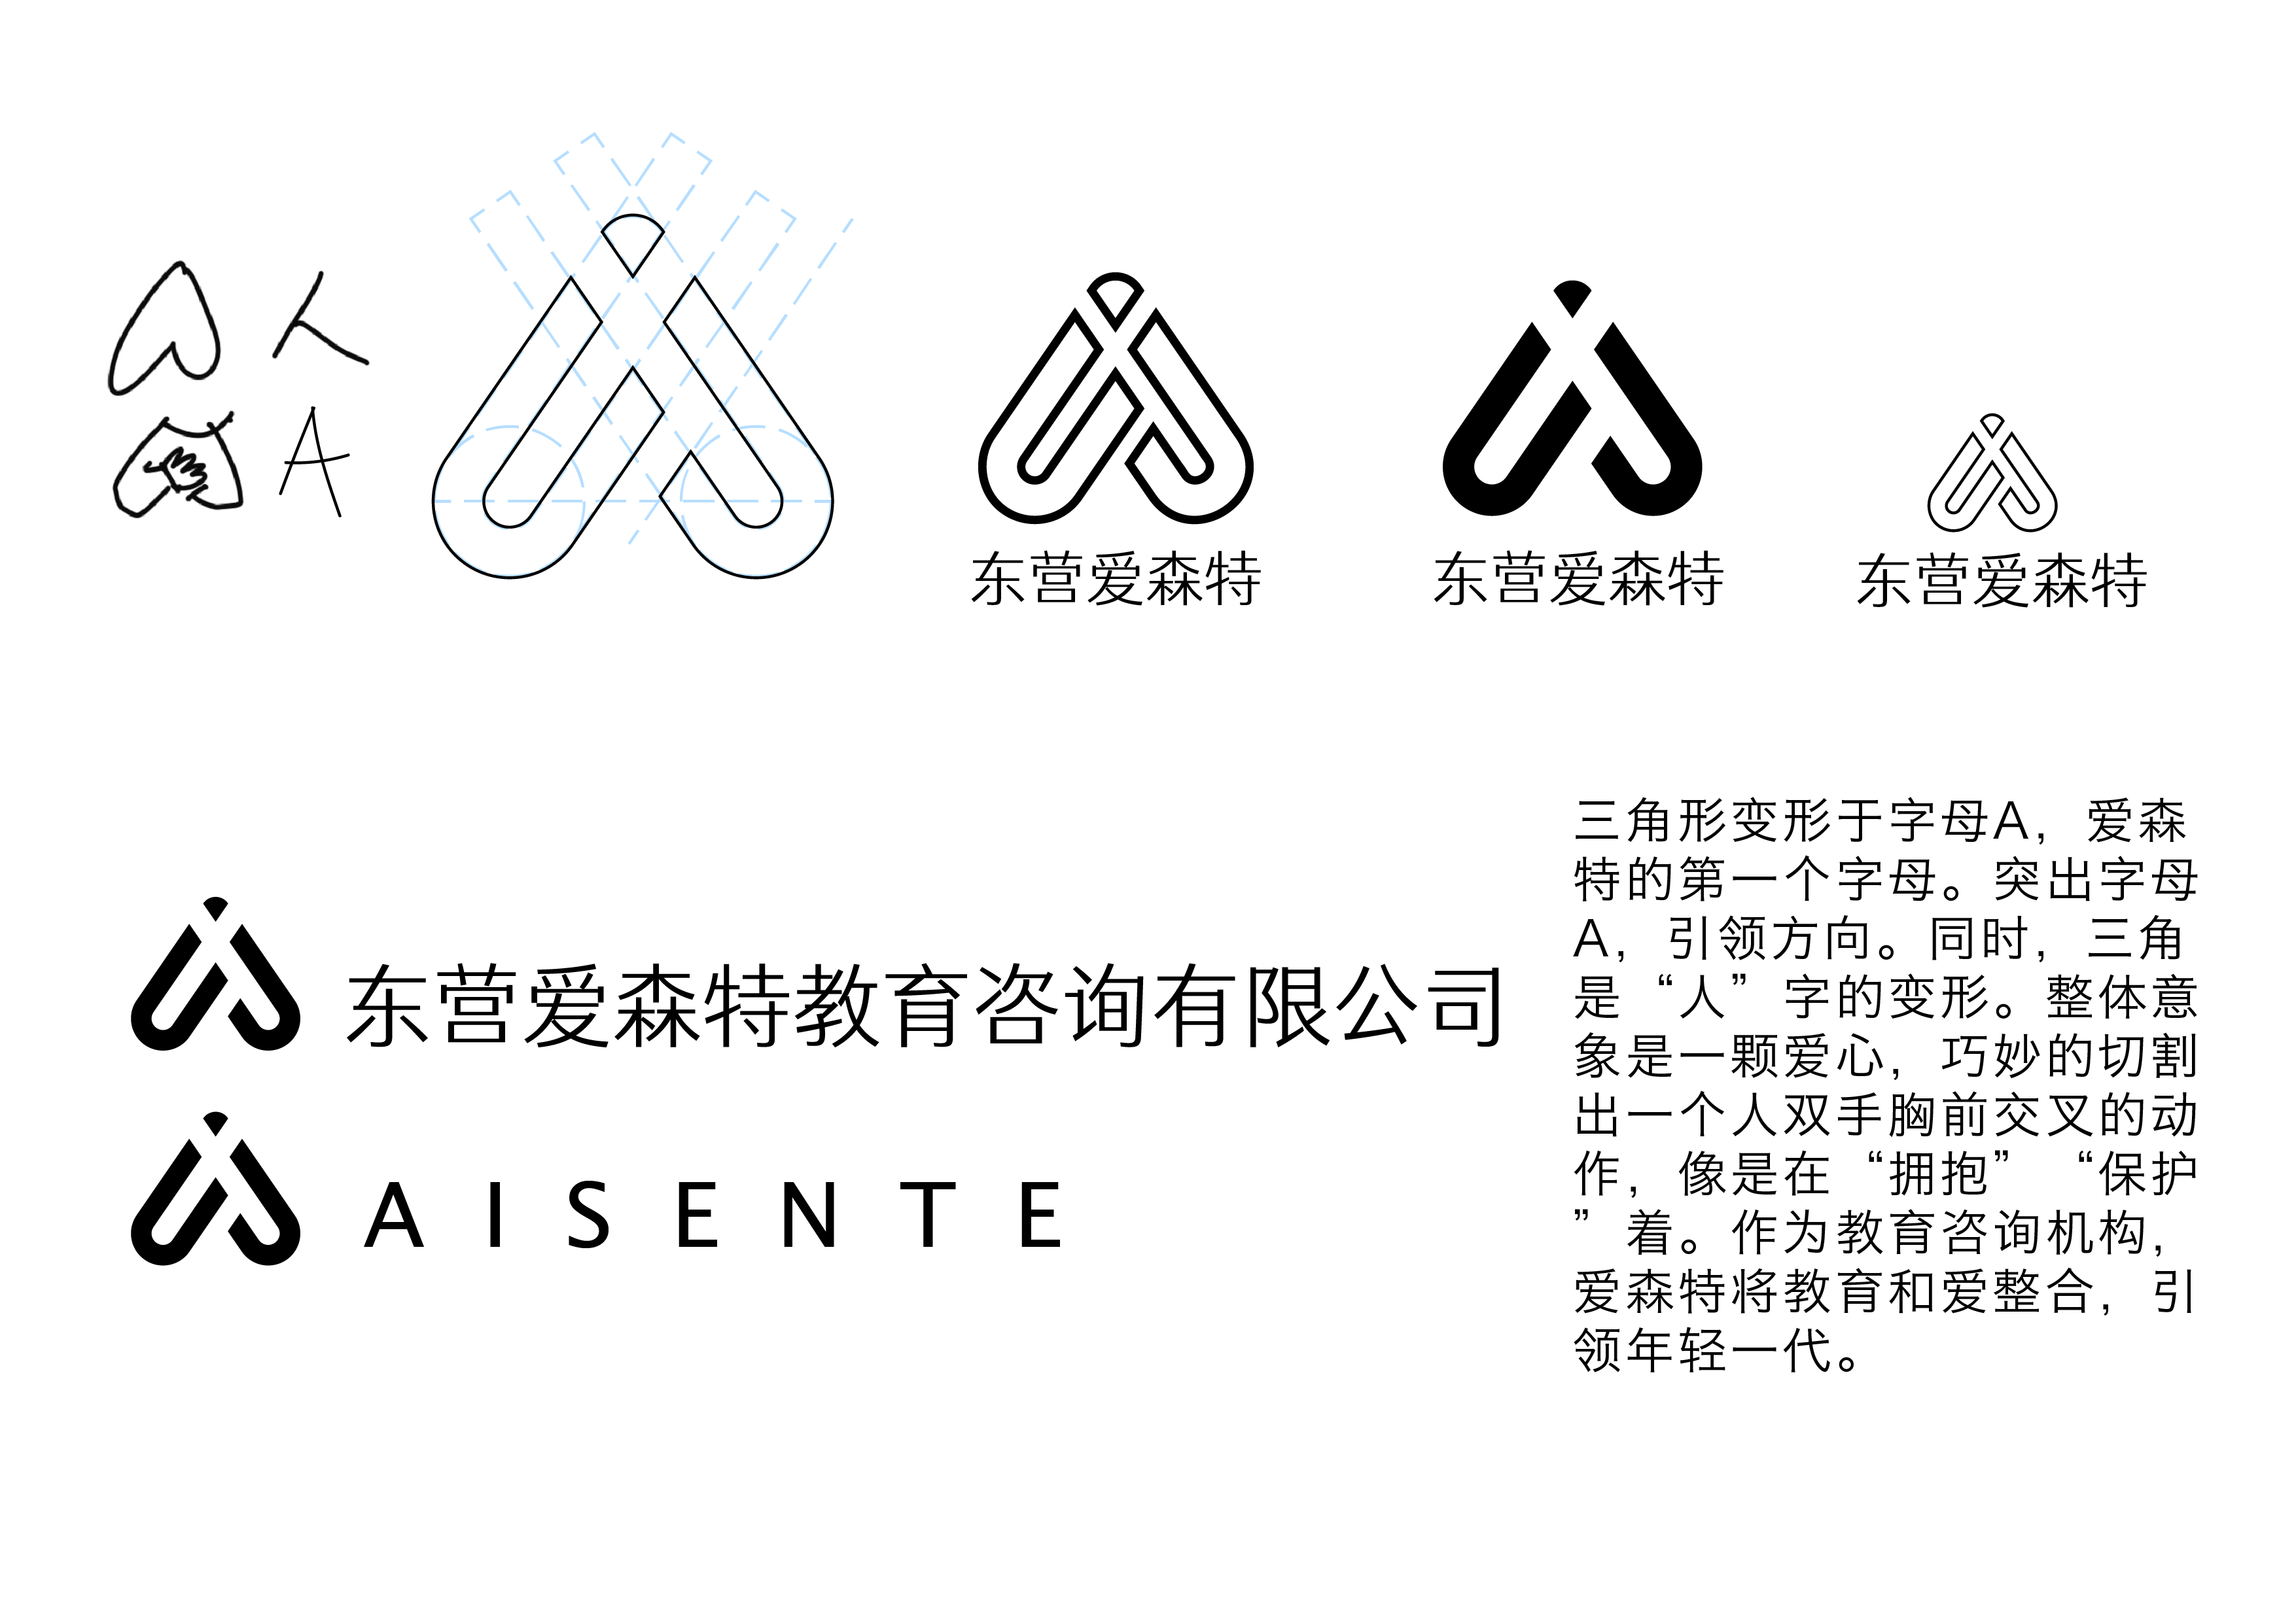 人
A
东营爱森特
东营爱森特
东营爱森特
东营爱森特教育咨询有限公司
AISENTE
三角形变形于字母A，爱森
特的第一个字母。突出字母
A，引领方向。同时，三角
是“人”字的变形。整体意
象是一颗爱心，巧妙的切割
出一个人双手胸前交叉的动
作，像是在“拥抱”“保护
”着。作为教育咨询机构，
爱森特将教育和爱整合，引
领年轻一代。